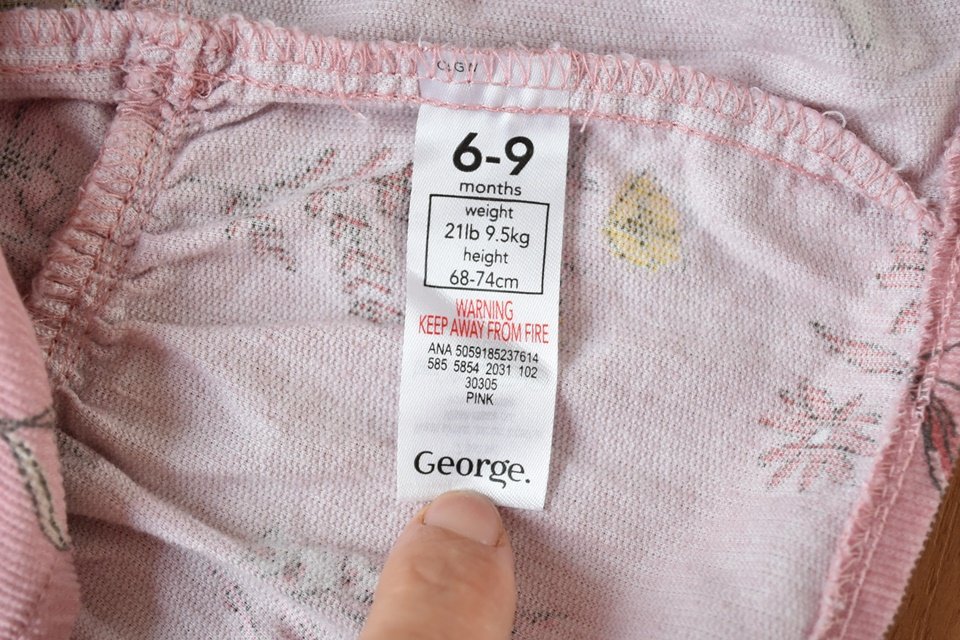 6-9
months
weight
21lb 9.5kg
height
68-74cm
WARNING
KEEP AWAY FROM FIRE
ANA 5059185237614
585 5854 2031 102
30305
PINK
George.